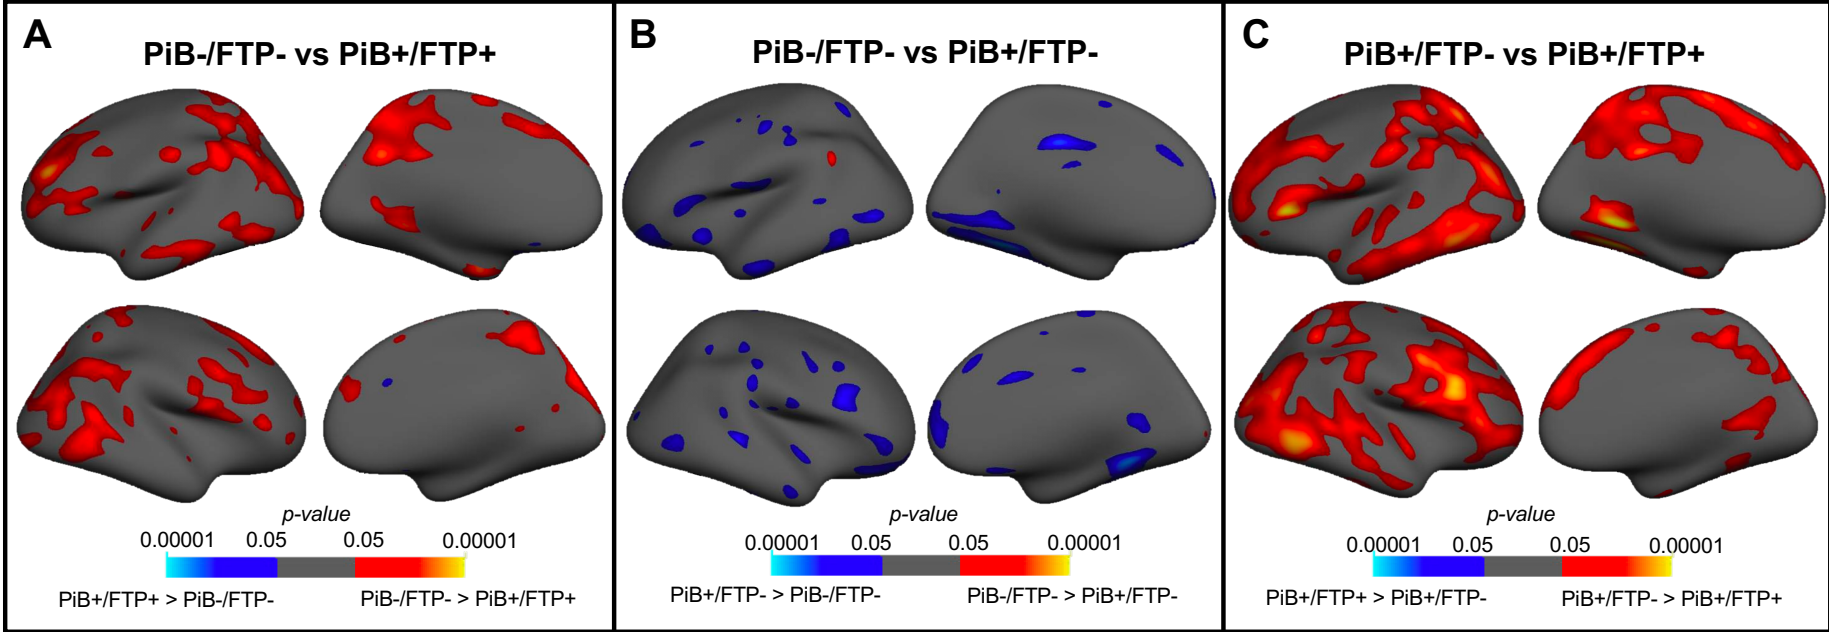 A
PiB-/FTP- vs PiB+/FTP+
p-value
0.00001 0.05 0.05 0.00001
PiB+/FTP+ > PiB-/FTP- PiB-/FTP- > PiB+/FTP+
B
PiB-/FTP- vs PiB+/FTP-
p-value
0.00001 0.05 0.05 0.00001
PiB+/FTP- > PiB-/FTP- PiB-/FTP- > PiB+/FTP-
C
PiB+/FTP- vs PiB+/FTP+
p-value
0.00001 0.05 0.05 0.00001
PiB+/FTP+ > PiB+/FTP- PiB+/FTP- > PiB+/FTP+